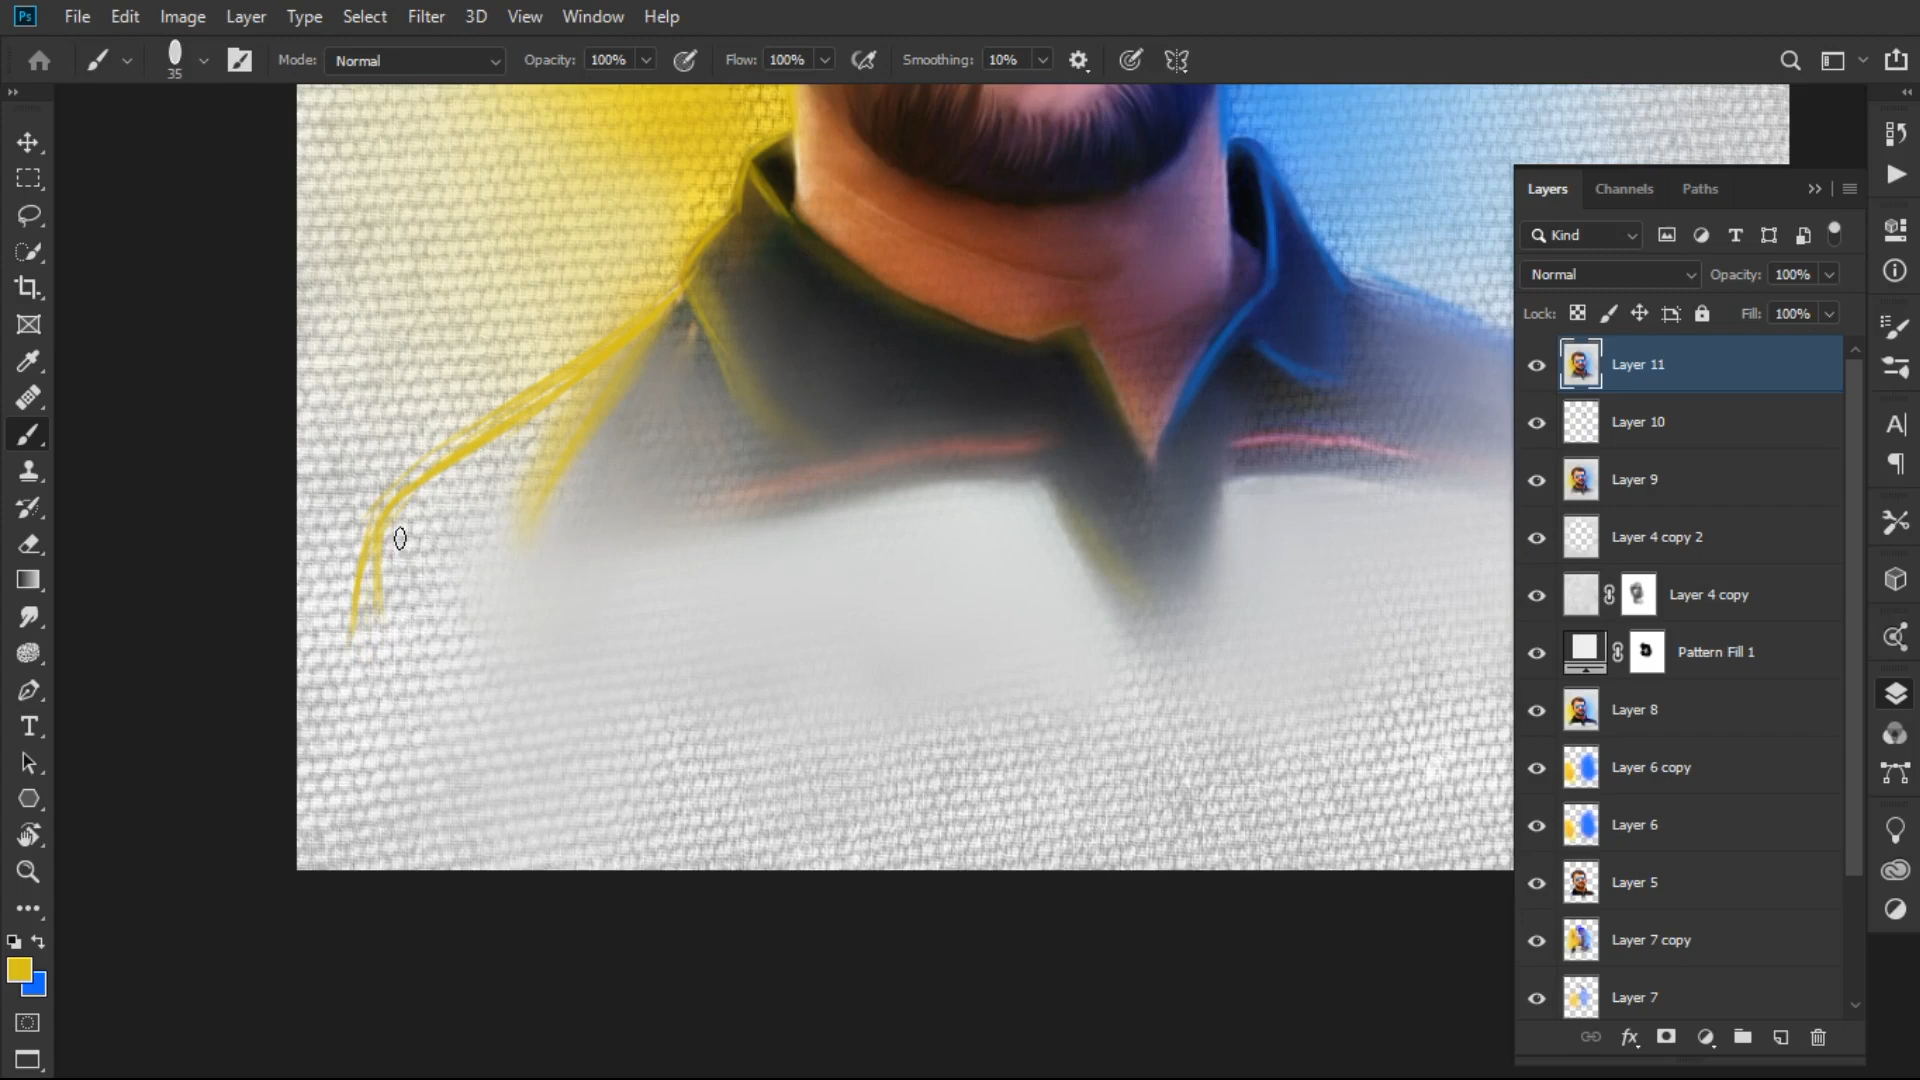 Ps File Edit Image Layer Type Select Filter 3D View Window Help
35 Mode: Normal Opacity: 100% Flow: 100% Smoothing: 10%
Layers Channels Paths
Kind
Normal Opacity: 100%
Lock: Fill: 100%
Layer 11
Layer 10
Layer 9
Layer 4 copy 2
Layer 4 copy
Pattern Fill 1
Layer 8
Layer 6 copy
Layer 6
Layer 5
Layer 7 copy
Layer 7
fx